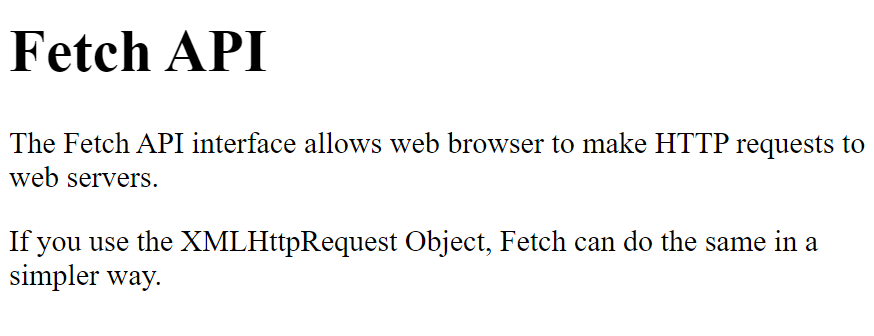 Fetch API
The Fetch API interface allows web browser to make HTTP requests to
web servers.
If you use the XMLHttpRequest Object, Fetch can do the same in a
simpler way.